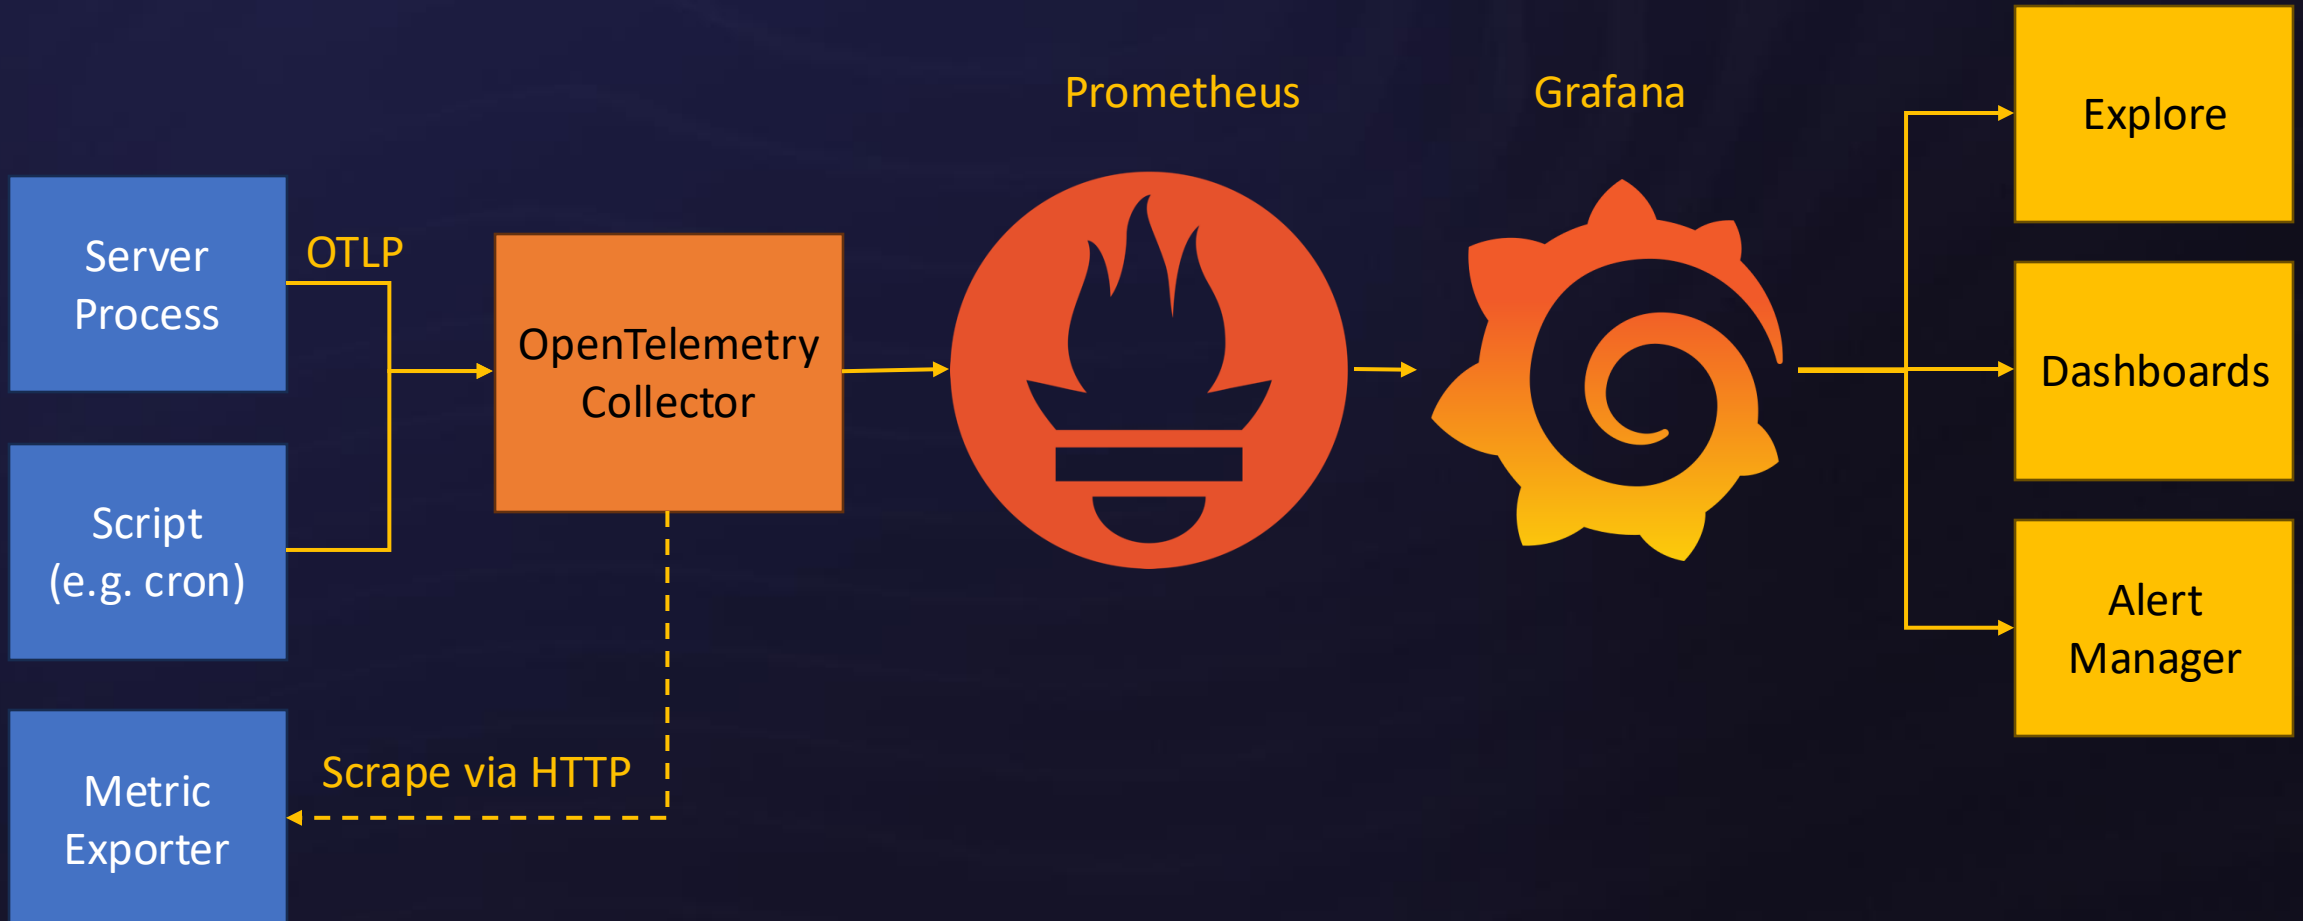 Prometheus
Grafana
Explore
Server
Process
OTLP
OpenTelemetry
Collector
Dashboards
Script
(e.g. cron)
Alert
Manager
Scrape via HTTP
Metric
Exporter